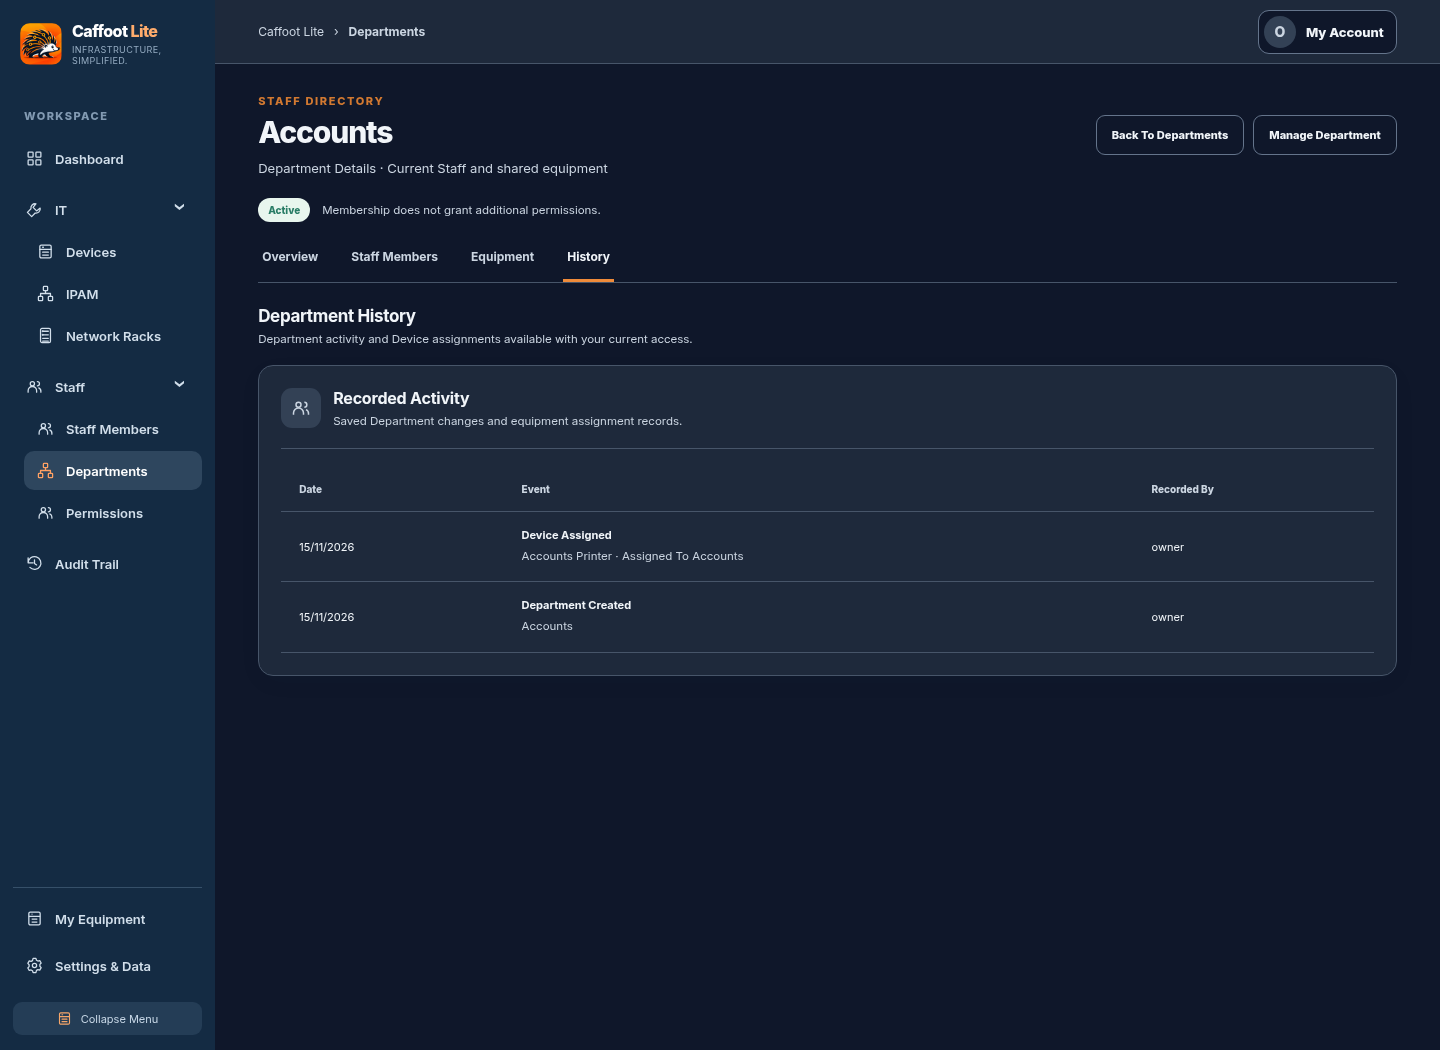 Caffoot Lite
INFRASTRUCTURE,
SIMPLIFIED.
WORKSPACE
Dashboard
IT
Devices
IPAM
Network Racks
Staff
Staff Members
Departments
Permissions
Audit Trail
My Equipment
Settings & Data
Collapse Menu
Caffoot Lite › Departments
O My Account
STAFF DIRECTORY
Accounts
Department Details · Current Staff and shared equipment
Back To Departments Manage Department
Active Membership does not grant additional permissions.
Overview Staff Members Equipment History
Department History
Department activity and Device assignments available with your current access.
Recorded Activity
Saved Department changes and equipment assignment records.
Date Event Recorded By
15/11/2026 Device Assigned owner
Accounts Printer · Assigned To Accounts
15/11/2026 Department Created owner
Accounts